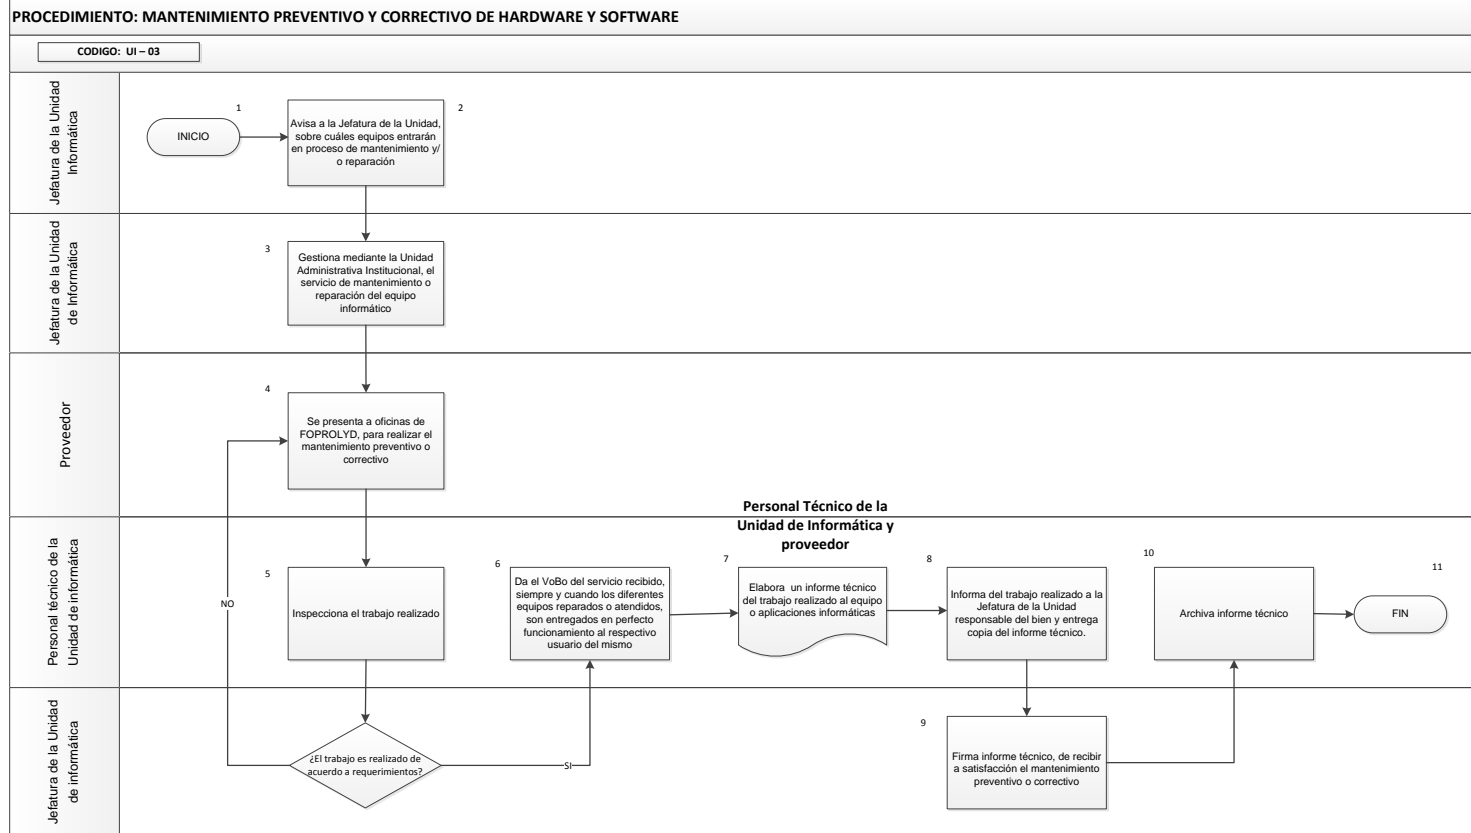 PROCEDIMIENTO: MANTENIMIENTO PREVENTIVO Y CORRECTIVO DE HARDWARE Y SOFTWARE
CODIGO: UI – 03
Jefatura de la Unidad
Informática
1
INICIO
2
Avisa a la Jefatura de la Unidad,
sobre cuáles equipos entrarán
en proceso de mantenimiento y/
o reparación
Jefatura de la Unidad
de Informática
3
Gestiona mediante la Unidad
Administrativa Institucional, el
servicio de mantenimiento o
reparación del equipo
informático
Proveedor
4
Se presenta a oficinas de
FOPROLYD, para realizar el
mantenimiento preventivo o
correctivo
Personal técnico de la
Unidad de informática
NO
5
Inspecciona el trabajo realizado
6
Da el VoBo del servicio recibido,
siempre y cuando los diferentes
equipos reparados o atendidos,
son entregados en perfecto
funcionamiento al respectivo
usuario del mismo
Personal Técnico de la
Unidad de Informática y
proveedor
7
Elabora un informe técnico
del trabajo realizado al equipo
o aplicaciones informáticas
8
Informa del trabajo realizado a la
Jefatura de la Unidad
responsable del bien y entrega
copia del informe técnico.
10
Archiva informe técnico
11
FIN
Jefatura de la Unidad
de informática
¿El trabajo es realizado de
acuerdo a requerimientos?
SI
9
Firma informe técnico, de recibir
a satisfacción el mantenimiento
preventivo o correctivo